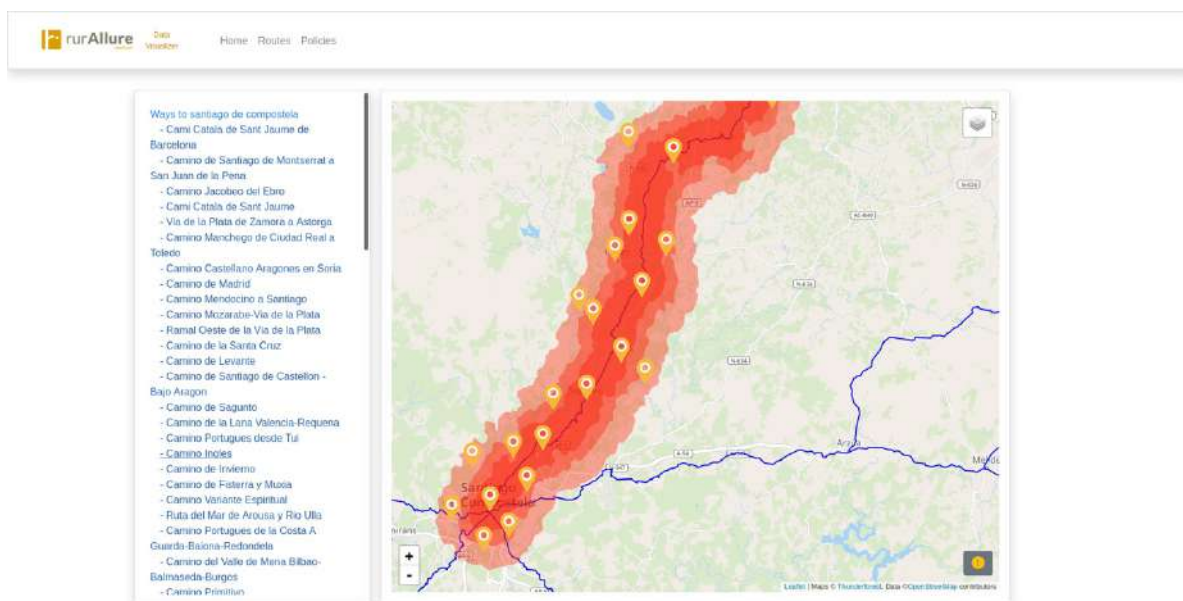 rurAllure
Data
Visualizer
Home Routes Policies
Ways to santiago de compostela
- Cami Catala de Sant Jaume de
Barcelona
- Camino de Santiago de Montserrat a
San Juan de la Pena
- Camino Jacobeo del Ebro
- Cami Catala de Sant Jaume
- Via de la Plata de Zamora a Astorga
- Camino Manchego de Ciudad Real a
Toledo
- Camino Castellano Aragones en Soria
- Camino de Madrid
- Camino Mendocino a Santiago
- Camino Mozarabe-Via de la Plata
- Ramal Oeste de la Via de la Plata
- Camino de la Santa Cruz
- Camino de Levante
- Camino de Santiago de Castellon -
Bajo Aragon
- Camino de Sagunto
- Camino de la Lana Valencia-Requena
- Camino Portugues desde Tui
- Camino Ingles
- Camino de Invierno
- Camino de Fisterra y Muxia
- Camino Variante Espiritual
- Ruta del Mar de Arousa y Rio Ulla
- Camino Portugues de la Costa A
Guarda-Baiona-Redondela
- Camino del Valle de Mena Bilbao-
Balmaseda-Burgos
- Camino Primitivo
N-634
Arzúa
Santiago
Compostela
+
-
Leaflet | Maps © Thunderforest, Data ©OpenStreetMap contributors